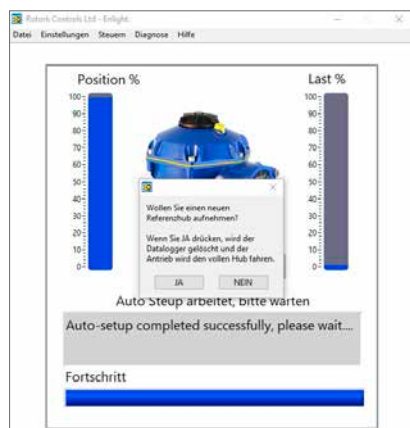 Rotork Controls Ltd - Enlight.
Datei Einstellungen Steuern Diagnose Hilfe
Position %
Last %
100
90
80
70
60
50
40
30
20
10
0
100
90
80
70
60
50
40
30
20
10
0
Wollen Sie einen neuen
Referenzhub aufnehmen?
Wenn Sie JA drücken, wird der
Datalogger gelöscht und der
Antrieb wird den vollen Hub fahren.
JA
NEIN
Auto Steup arbeitet, bitte warten
Auto-setup completed successfully, please wait....
Fortschritt